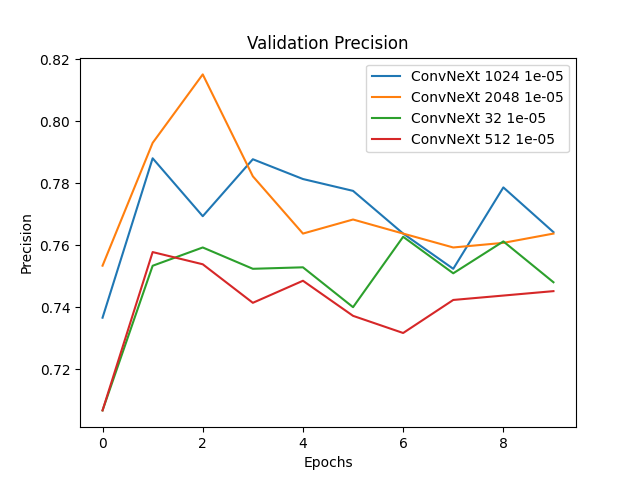 Validation Precision
ConvNeXt 1024 1e-05
ConvNeXt 2048 1e-05
ConvNeXt 32 1e-05
ConvNeXt 512 1e-05
0.82
0.80
0.78
0.76
0.74
0.72
Precision
0 2 4 6 8
Epochs